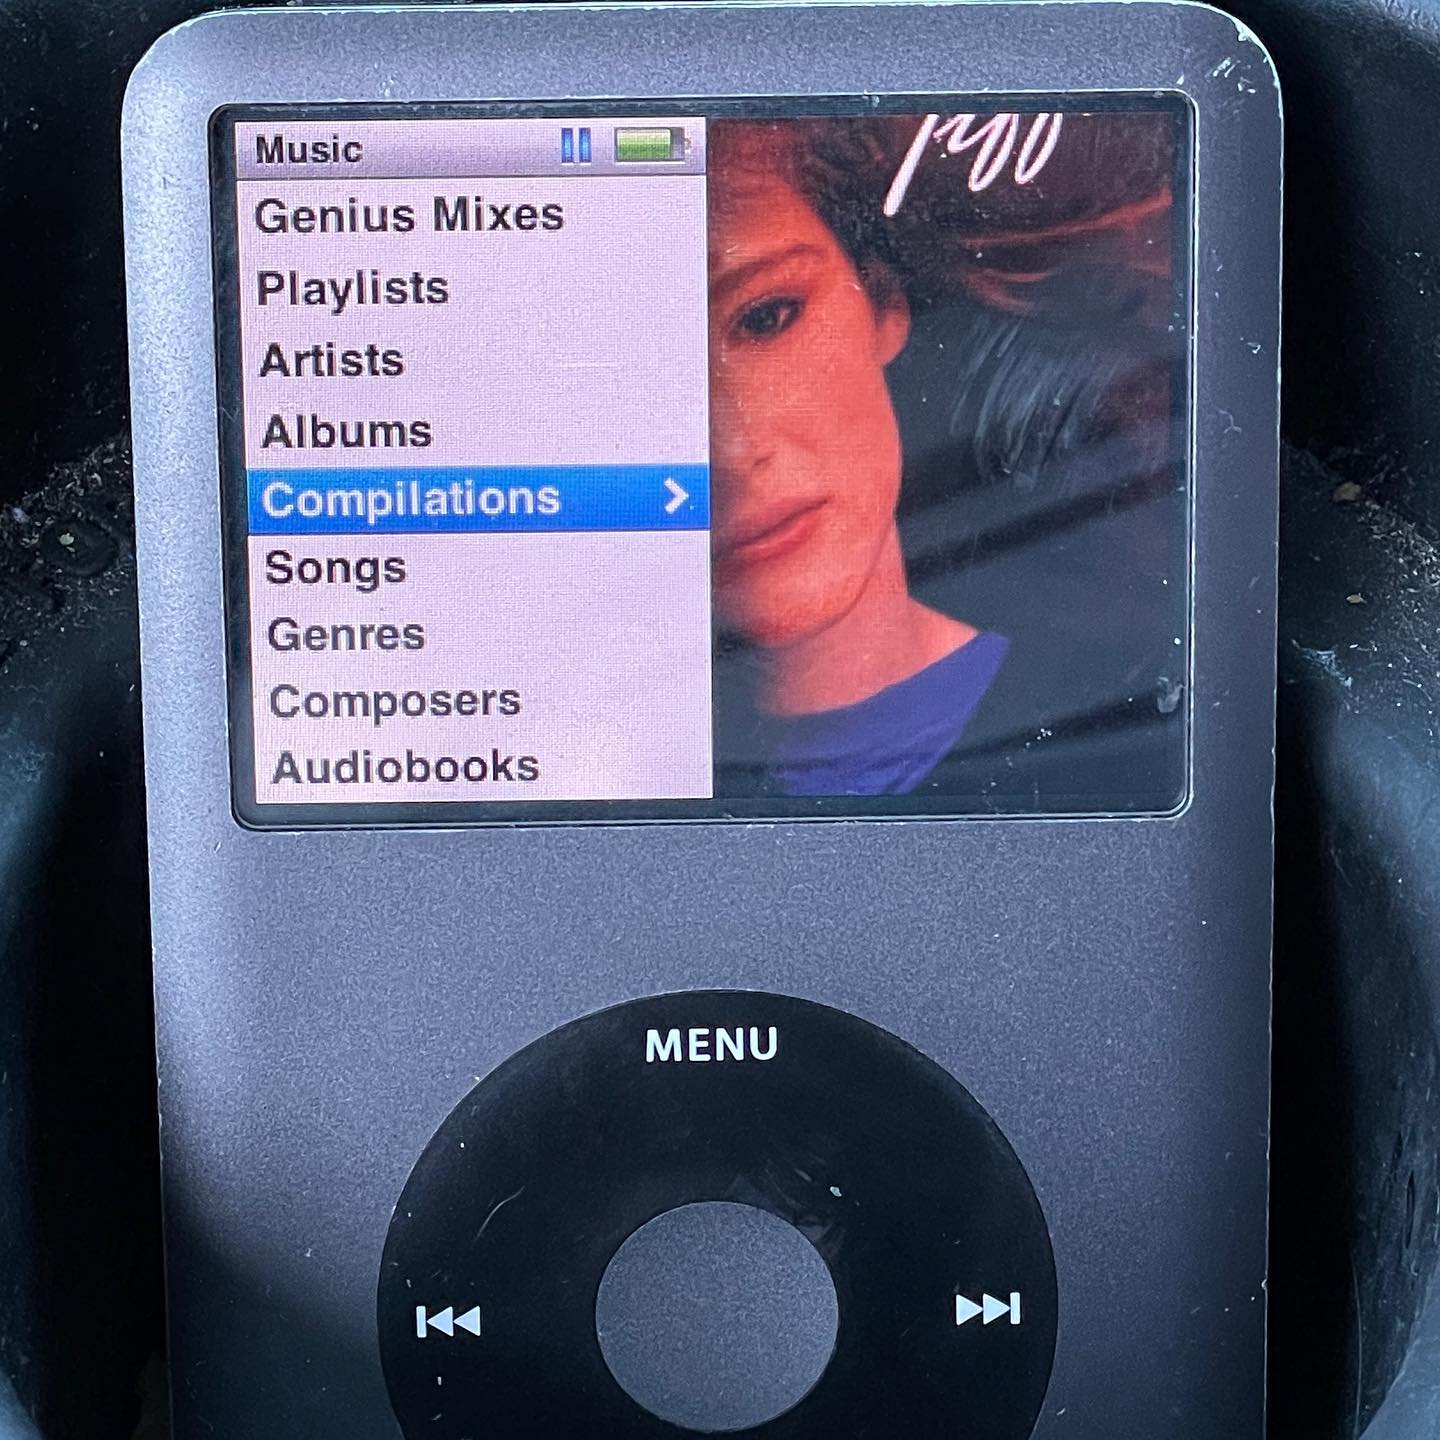 Music
Genius Mixes
Playlists
Artists
Albums
Compilations
Songs
Genres
Composers
Audiobooks
MENU